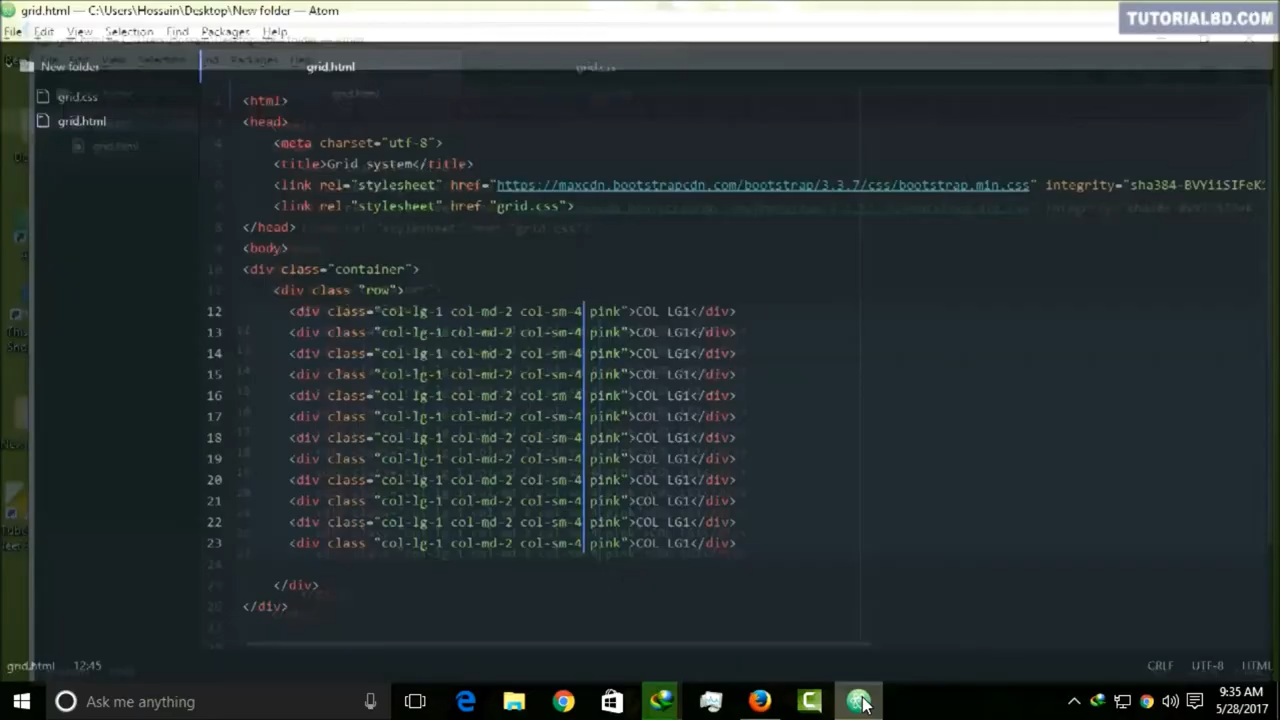 grid.html — C:\Users\Hossain\Desktop\New folder — Atom
TUTORIALBD.COM
File Edit View Selection Find Packages Help
New folder
grid.html
grid.css
grid.html
<html>
<head>
4 <meta charset="utf-8">
<title>Grid system</title>
<link rel="stylesheet" href="https://maxcdn.bootstrapcdn.com/bootstrap/3.3.7/css/bootstrap.min.css" integrity="sha384-BVYiiSIFeK
<link rel="stylesheet" href="grid.css">
8 </head>
9 <body>
10 <div class="container">
11 <div class="row">
12 <div class="col-lg-1 col-md-2 col-sm-4 pink">COL LG1</div>
13 <div class="col-lg-1 col-md-2 col-sm-4 pink">COL LG1</div>
14 <div class="col-lg-1 col-md-2 col-sm-4 pink">COL LG1</div>
15 <div class="col-lg-1 col-md-2 col-sm-4 pink">COL LG1</div>
16 <div class="col-lg-1 col-md-2 col-sm-4 pink">COL LG1</div>
17 <div class="col-lg-1 col-md-2 col-sm-4 pink">COL LG1</div>
18 <div class="col-lg-1 col-md-2 col-sm-4 pink">COL LG1</div>
19 <div class="col-lg-1 col-md-2 col-sm-4 pink">COL LG1</div>
20 <div class="col-lg-1 col-md-2 col-sm-4 pink">COL LG1</div>
21 <div class="col-lg-1 col-md-2 col-sm-4 pink">COL LG1</div>
22 <div class="col-lg-1 col-md-2 col-sm-4 pink">COL LG1</div>
23 <div class="col-lg-1 col-md-2 col-sm-4 pink">COL LG1</div>
24
</div>
</div>
grid.html 12:45 CRLF UTF-8 HTML
Ask me anything
9:35 AM
5/28/2017